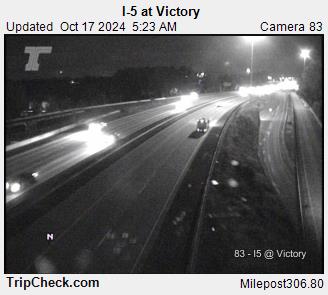 I-5 at Victory
Updated Oct 17 2024 5:23 AM Camera 83
T
N
83 - I5 @ Victory
TripCheck.com Milepost306.80